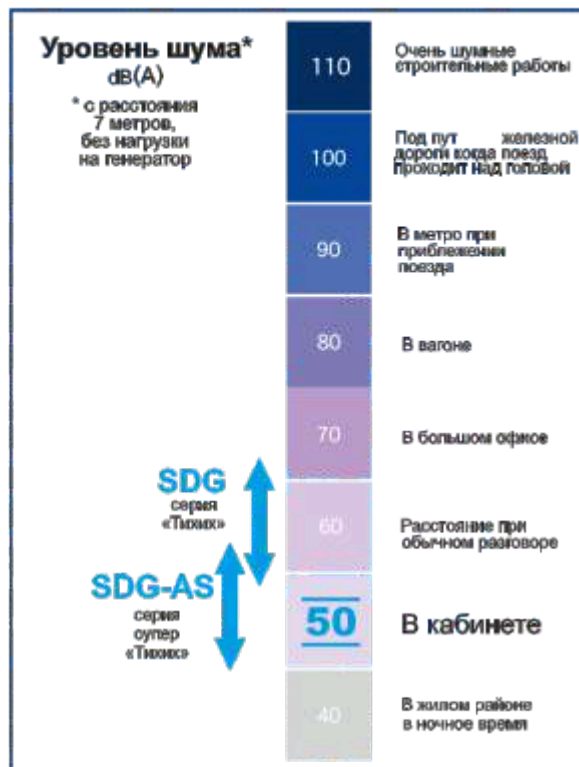 Уровень шума*
dB(A)
* с расстояния
7 метров,
без нагрузки
на генератор
110
Очень шумные
строительные работы
100
Под пут железной
дороги когда поезд
проходит над головой
90
В метро при
приблежении
поезда
80
В вагоне
70
В большом офисе
SDG
серия
«Тихих»
60
Расстояние при
обычном разговоре
SDG-AS
серия
супер
«Тихих»
50
В кабинете
40
В жилом районе
в ночное время